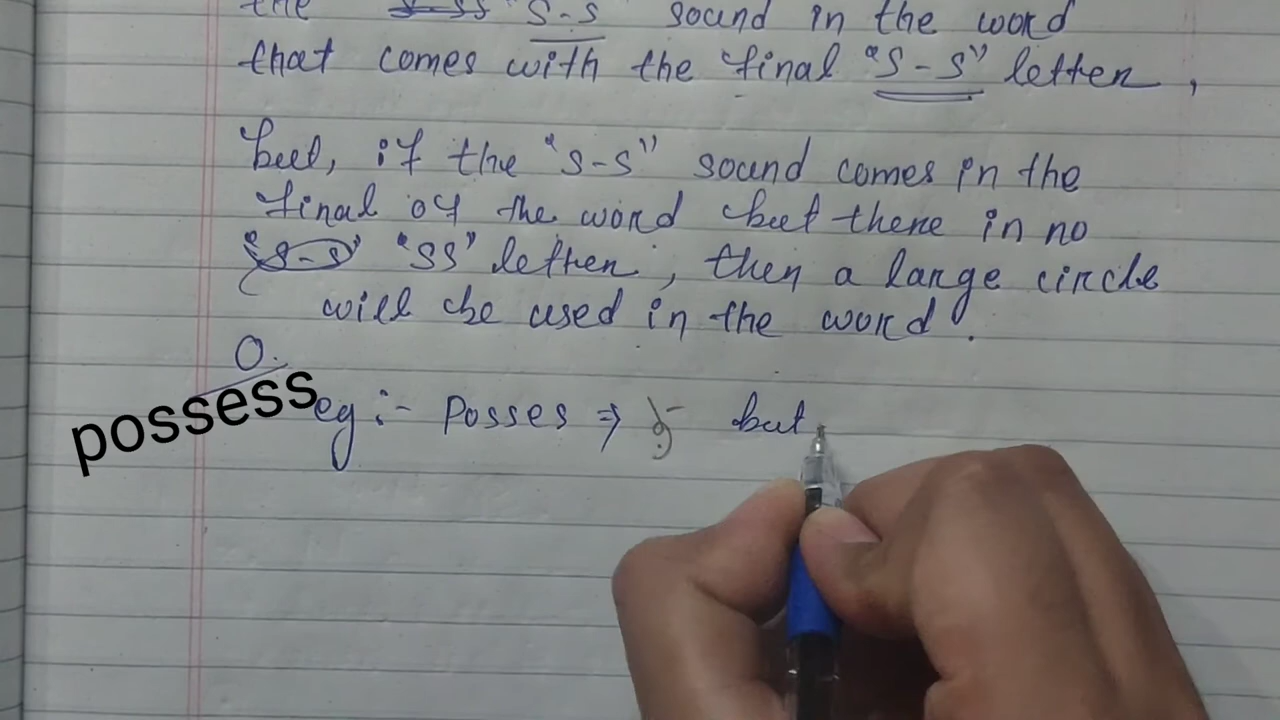 the s-ss "s-s" sound in the word
that comes with the final "s-s" letter,
but, if the "s-s" sound comes in the
final of the word but there in no
"s-s" "ss" letter, then a large circle
will be used in the word.
O.
possess
eg:- Posses ⇒ but